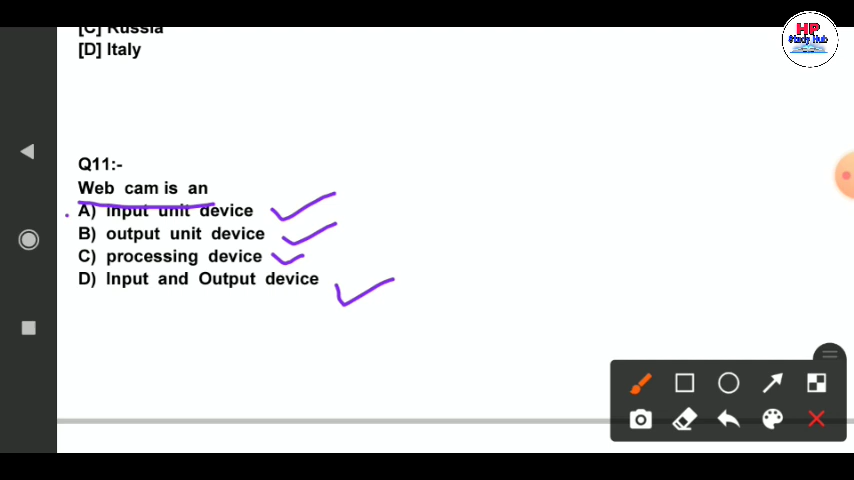 [C] Russia
[D] Italy
HP
Study Hub
Q11:-
Web cam is an
A) Input unit device
B) output unit device
C) processing device
D) Input and Output device